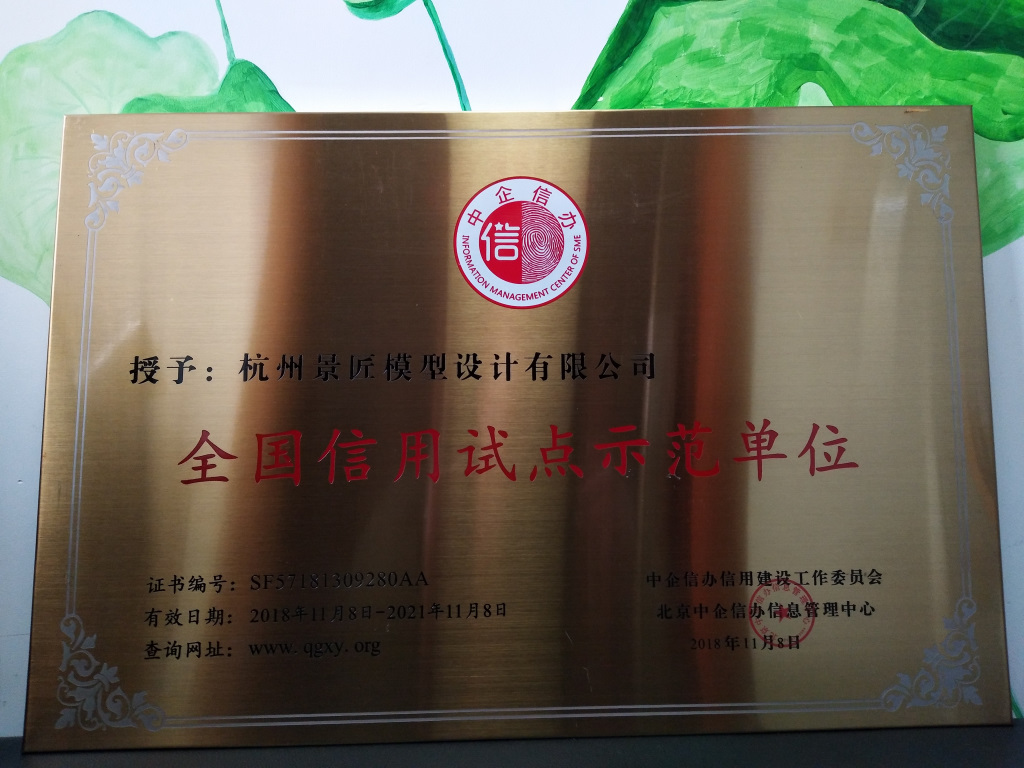 中企信办
信
INFORMATION MANAGEMENT CENTER OF SME
授予：杭州景匠模型设计有限公司
全国信用试点示范单位
证书编号：SF57181309280AA
有效日期：2018年11月8日-2021年11月8日
查询网址：www.qgxy.org
中企信办信用建设工作委员会
北京中企信办信息管理中心
2018年11月8日